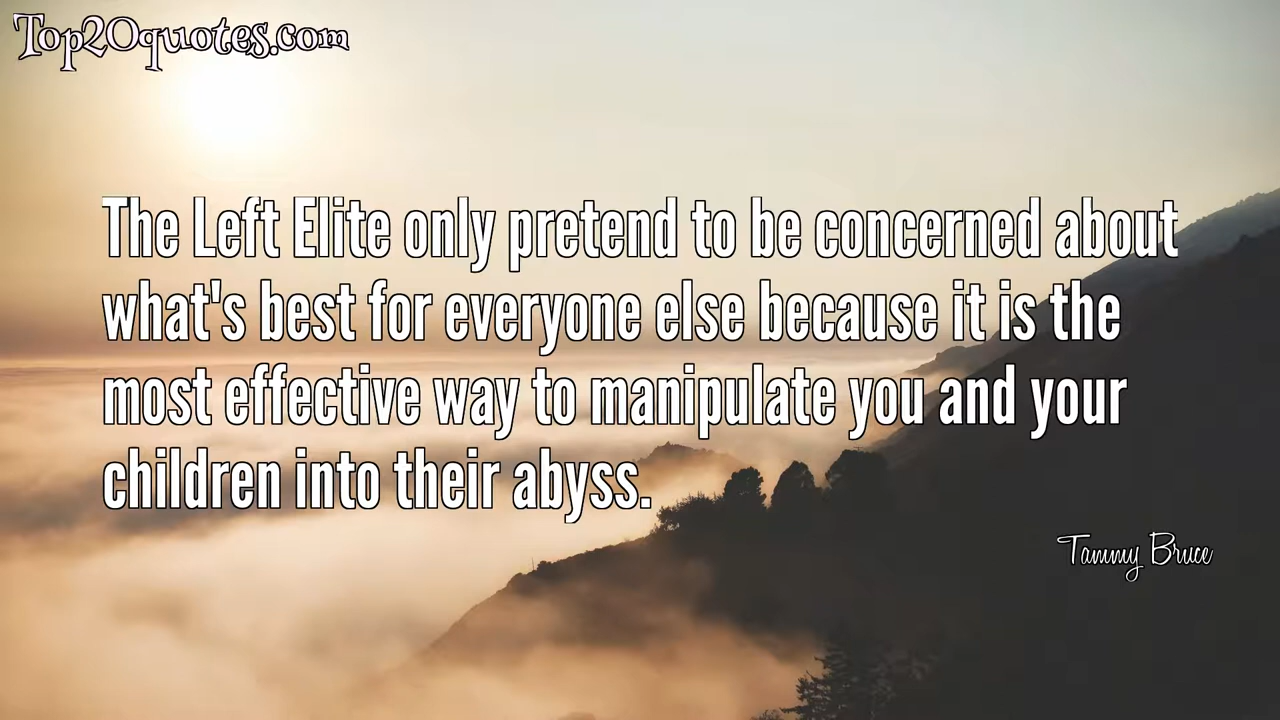 Top20quotes.com
The Left Elite only pretend to be concerned about
what's best for everyone else because it is the
most effective way to manipulate you and your
children into their abyss.
Tammy Bruce